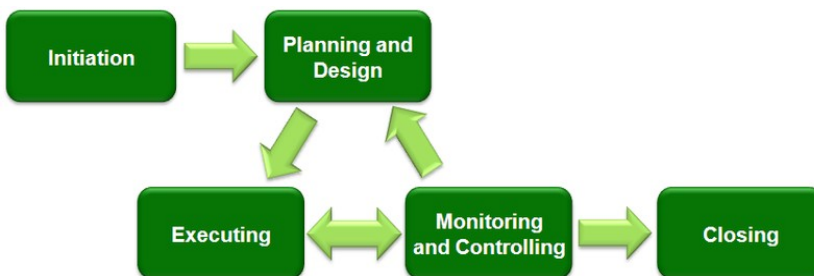 Initiation
Planning and
Design
Executing
Monitoring
and Controlling
Closing